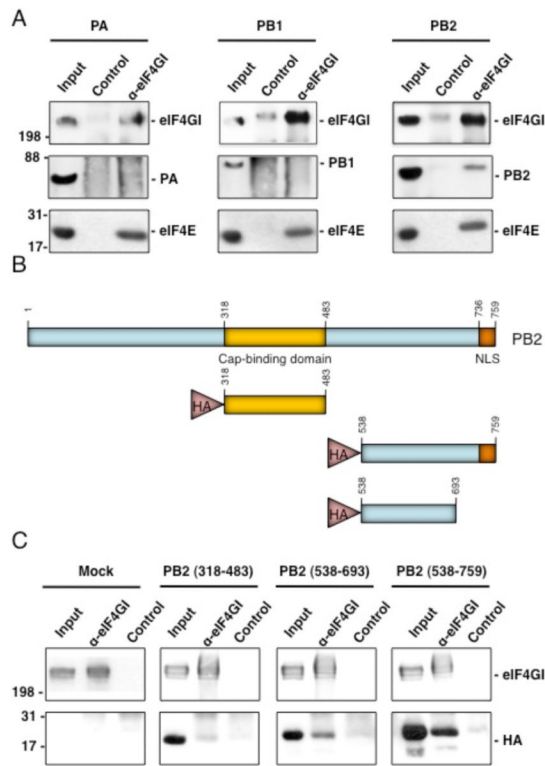 A
PA PB1 PB2
Input Control α-eIF4GI Input Control α-eIF4GI Input Control α-eIF4GI
198 - - eIF4GI - eIF4GI - eIF4GI
88 - - PA - PB1 - PB2
31-
17- - eIF4E - eIF4E - eIF4E
B
1 318 483 736 759
PB2
Cap-binding domain NLS
318 483
HA
538 759
HA
538 693
HA
C
Mock PB2 (318-483) PB2 (538-693) PB2 (538-759)
Input α-eIF4GI Control Input α-eIF4GI Control Input α-eIF4GI Control Input α-eIF4GI Control
- eIF4GI
198 -
31 -
17 - - HA